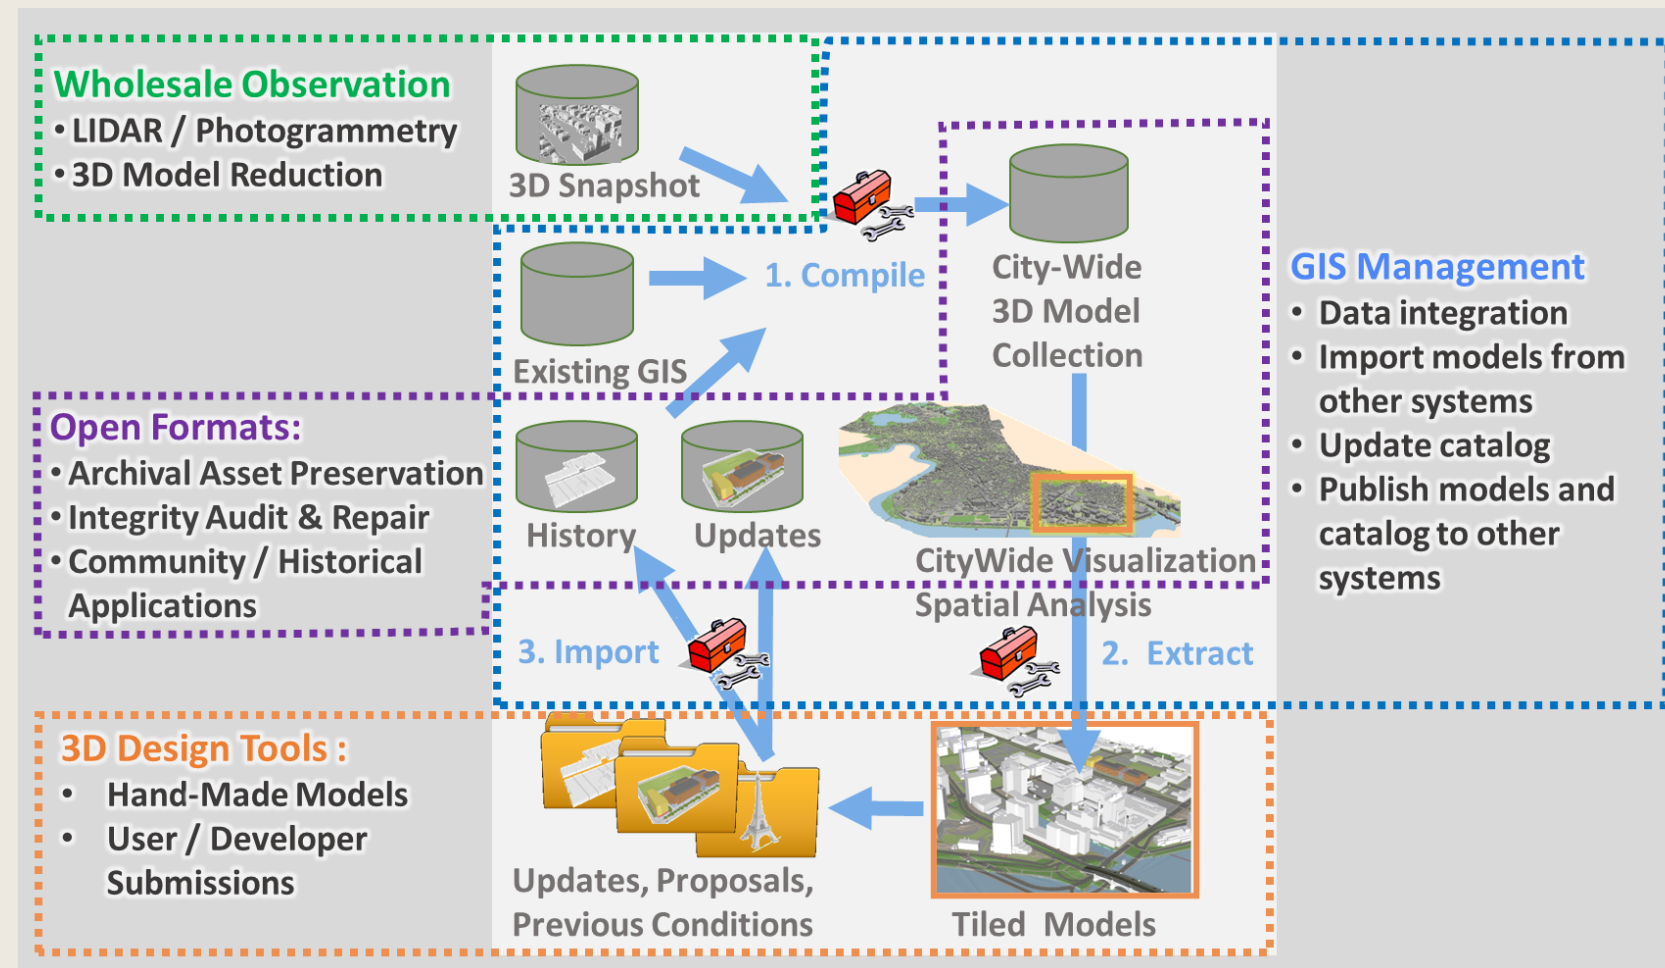 Wholesale Observation
• LIDAR / Photogrammetry
• 3D Model Reduction
3D Snapshot
1. Compile
Existing GIS
City-Wide
3D Model
Collection
GIS Management
• Data integration
• Import models from
other systems
• Update catalog
• Publish models and
catalog to other
systems
Open Formats:
• Archival Asset Preservation
• Integrity Audit & Repair
• Community / Historical
Applications
History
Updates
CityWide Visualization
Spatial Analysis
3. Import
2. Extract
3D Design Tools :
• Hand-Made Models
• User / Developer
Submissions
Updates, Proposals,
Previous Conditions
Tiled Models